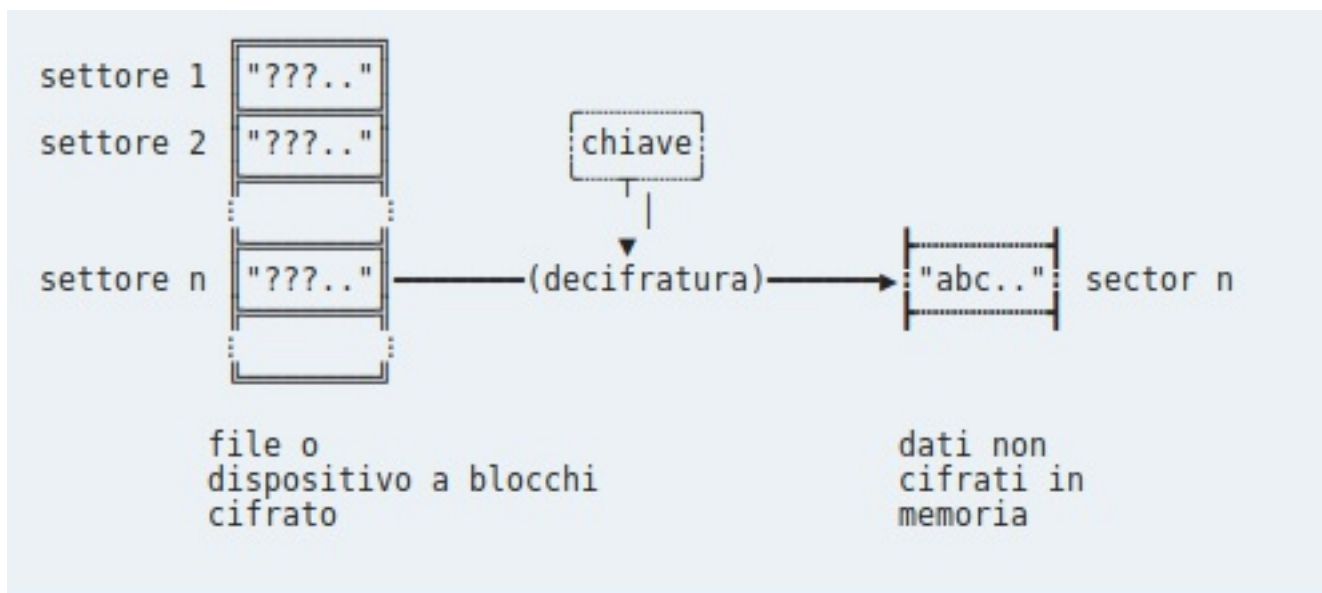 settore 1 "???.."
settore 2 "???.."
chiave
settore n "???.." (decifratura) "abc.." sector n
file o
dispositivo a blocchi
cifrato
dati non
cifrati in
memoria